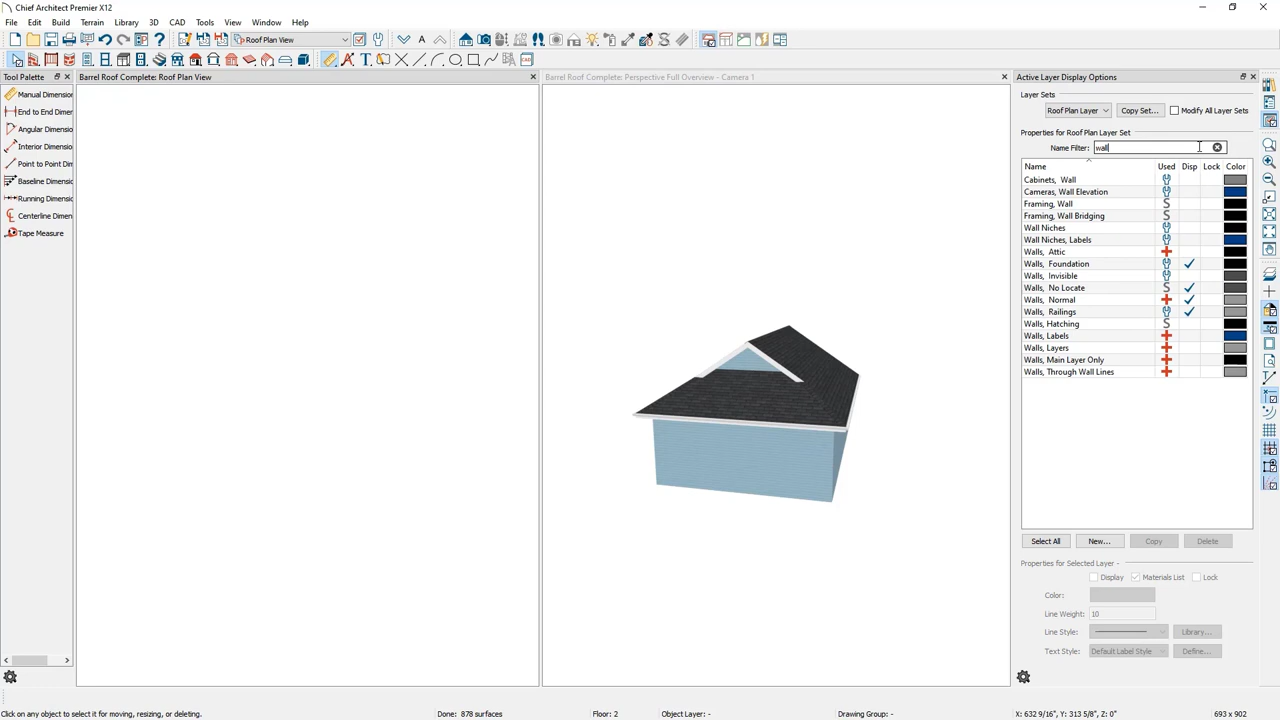 Chief Architect Premier X12
File Edit Build Terrain Library 3D CAD Tools View Window Help
Roof Plan View
Tool Palette
Barrel Roof Complete: Roof Plan View
Barrel Roof Complete: Perspective Full Overview - Camera 1
Active Layer Display Options
Manual Dimensio
End to End Dimen
Angular Dimensio
Interior Dimensio
Point to Point Dim
Baseline Dimensio
Running Dimensio
Centerline Dimen
Tape Measure
Layer Sets
Roof Plan Layer Copy Set... Modify All Layer Sets
Properties for Roof Plan Layer Set
Name Filter: wall
Name Used Disp Lock Color
Cabinets, Wall
Cameras, Wall Elevation
Framing, Wall S
Framing, Wall Bridging S
Wall Niches
Wall Niches, Labels
Walls, Attic
Walls, Foundation
Walls, Invisible
Walls, No Locate S
Walls, Normal
Walls, Railings
Walls, Hatching S
Walls, Labels
Walls, Layers
Walls, Main Layer Only
Walls, Through Wall Lines
Select All New... Copy Delete
Properties for Selected Layer -
Display Materials List Lock
Color:
Line Weight: 10
Line Style: Library...
Text Style: Default Label Style Define...
Click on any object to select it for moving, resizing, or deleting. Done: 878 surfaces Floor: 2 Object Layer: - Drawing Group: - X: 632 9/16", Y: 313 5/8", Z: 0" 693 x 902